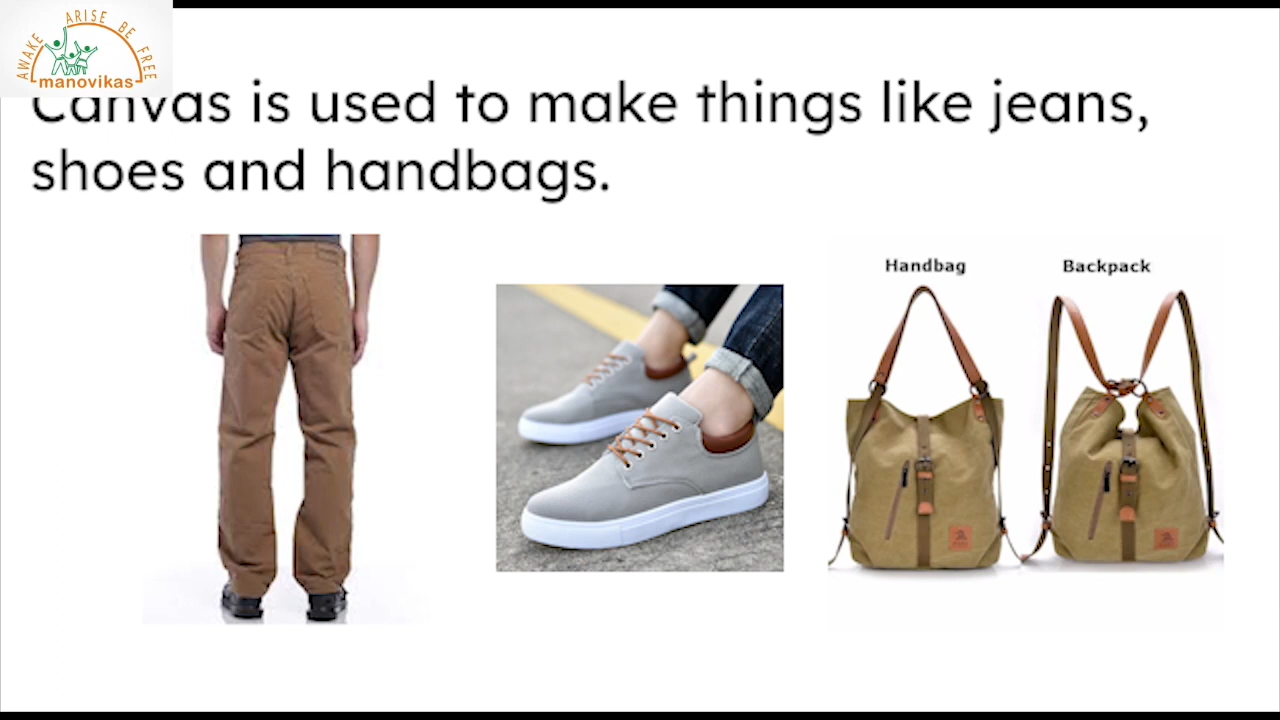 AWAKE ARISE BE FREE
manovikas
Canvas is used to make things like jeans,
shoes and handbags.
Handbag
Backpack